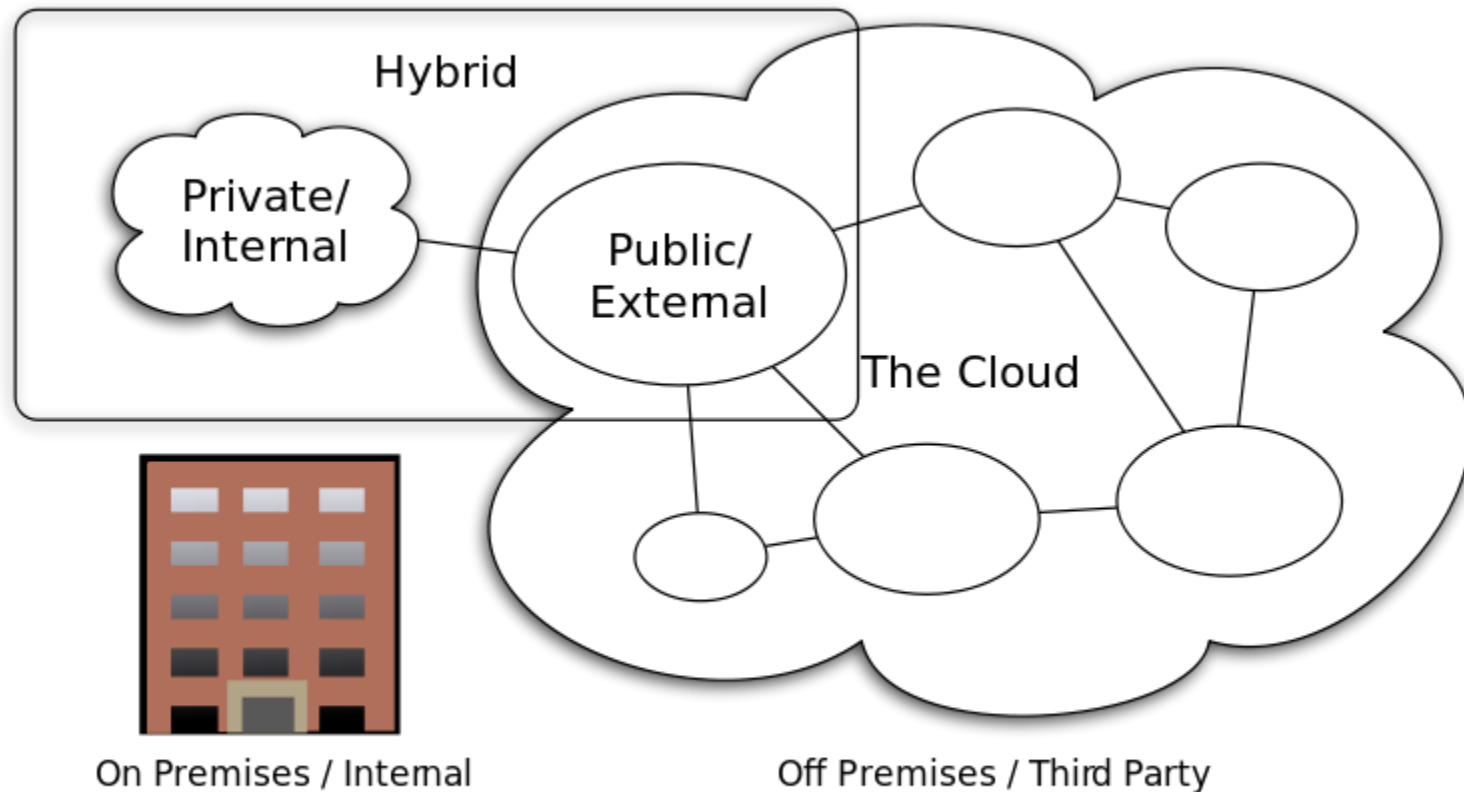 Hybrid
Private/
Internal
Public/
External
The Cloud
On Premises / Internal
Off Premises / Third Party